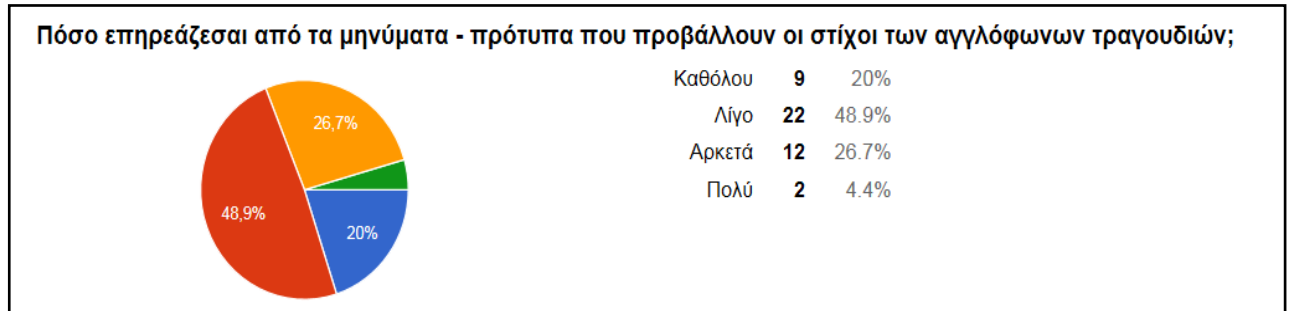 Πόσο επηρεάζεσαι από τα μηνύματα - πρότυπα που προβάλλουν οι στίχοι των αγγλόφωνων τραγουδιών;
26,7%
48,9%
20%
Καθόλου 9 20%
Λίγο 22 48.9%
Αρκετά 12 26.7%
Πολύ 2 4.4%